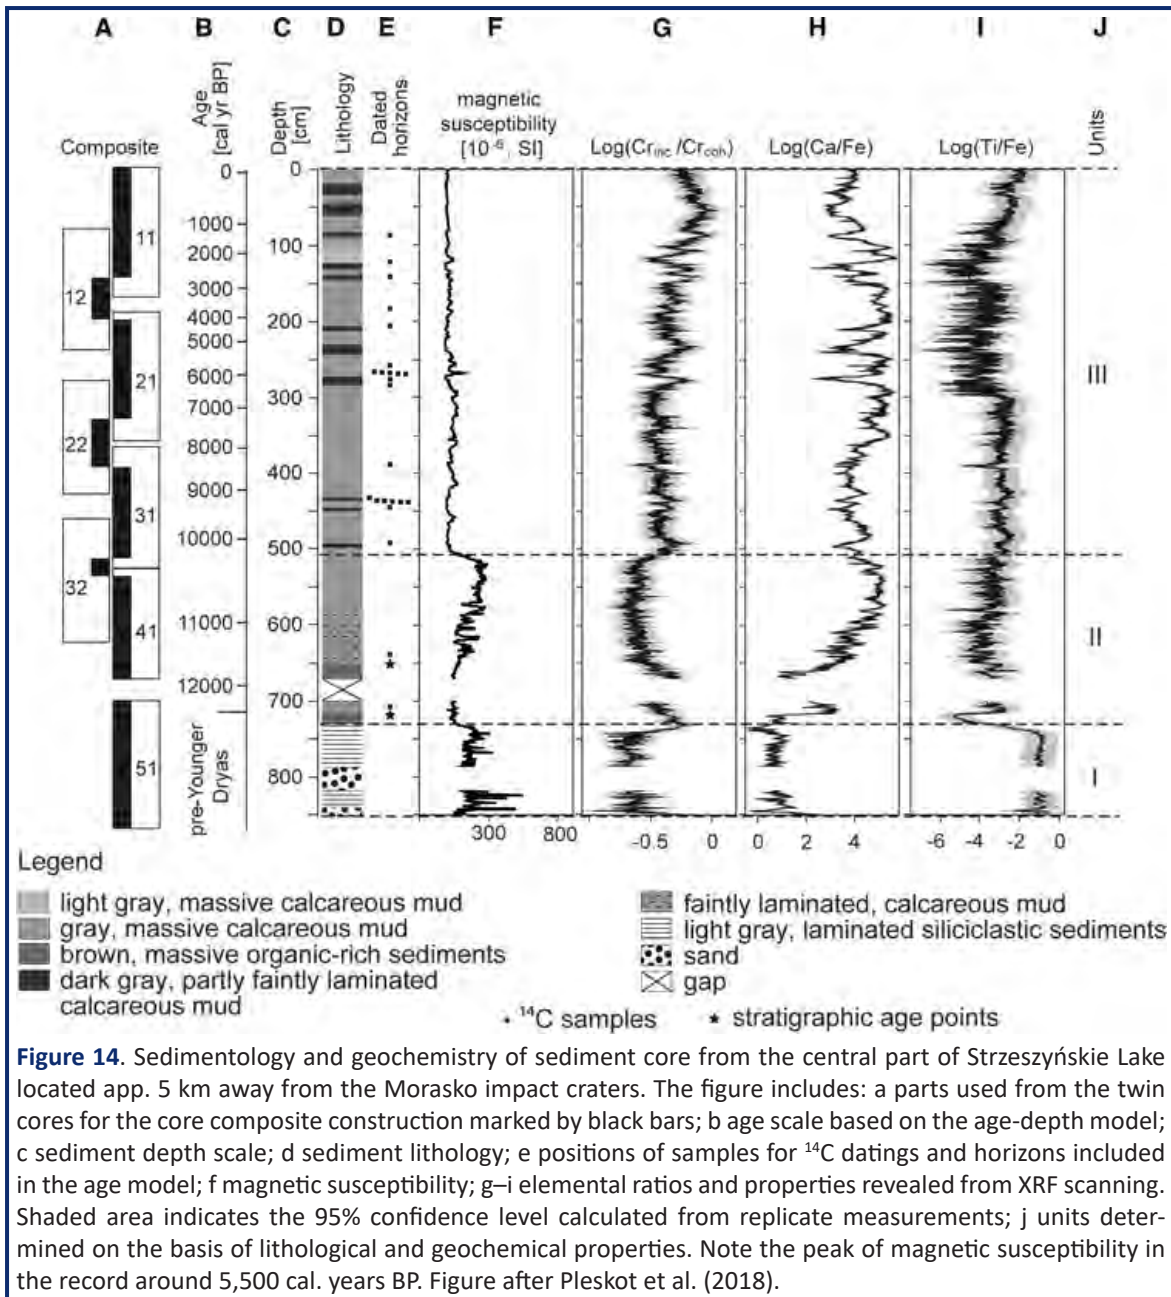 A B C D E F G H I J
Composite
Age
[cal yr BP]
Depth
[cm]
Lithology
Dated
horizons
magnetic
susceptibility
[10⁻⁶, SI]
Log(Cr_inc/Cr_coh)
Log(Ca/Fe)
Log(Ti/Fe)
Units
11
12
21
22
31
32
41
51
0
1000
2000
3000
4000
5000
6000
7000
8000
9000
10000
11000
12000
pre-Younger
Dryas
0
100
200
300
400
500
600
700
800
300 800
-0.5 0
0 2 4
-6 -4 -2 0
III
II
I
Legend
light gray, massive calcareous mud
gray, massive calcareous mud
brown, massive organic-rich sediments
dark gray, partly faintly laminated
calcareous mud
faintly laminated, calcareous mud
light gray, laminated siliciclastic sediments
sand
gap
¹⁴C samples
stratigraphic age points
Figure 14. Sedimentology and geochemistry of sediment core from the central part of Strzeszyńskie Lake
located app. 5 km away from the Morasko impact craters. The figure includes: a parts used from the twin
cores for the core composite construction marked by black bars; b age scale based on the age-depth model;
c sediment depth scale; d sediment lithology; e positions of samples for ¹⁴C datings and horizons included
in the age model; f magnetic susceptibility; g–i elemental ratios and properties revealed from XRF scanning.
Shaded area indicates the 95% confidence level calculated from replicate measurements; j units deter-
mined on the basis of lithological and geochemical properties. Note the peak of magnetic susceptibility in
the record around 5,500 cal. years BP. Figure after Pleskot et al. (2018).